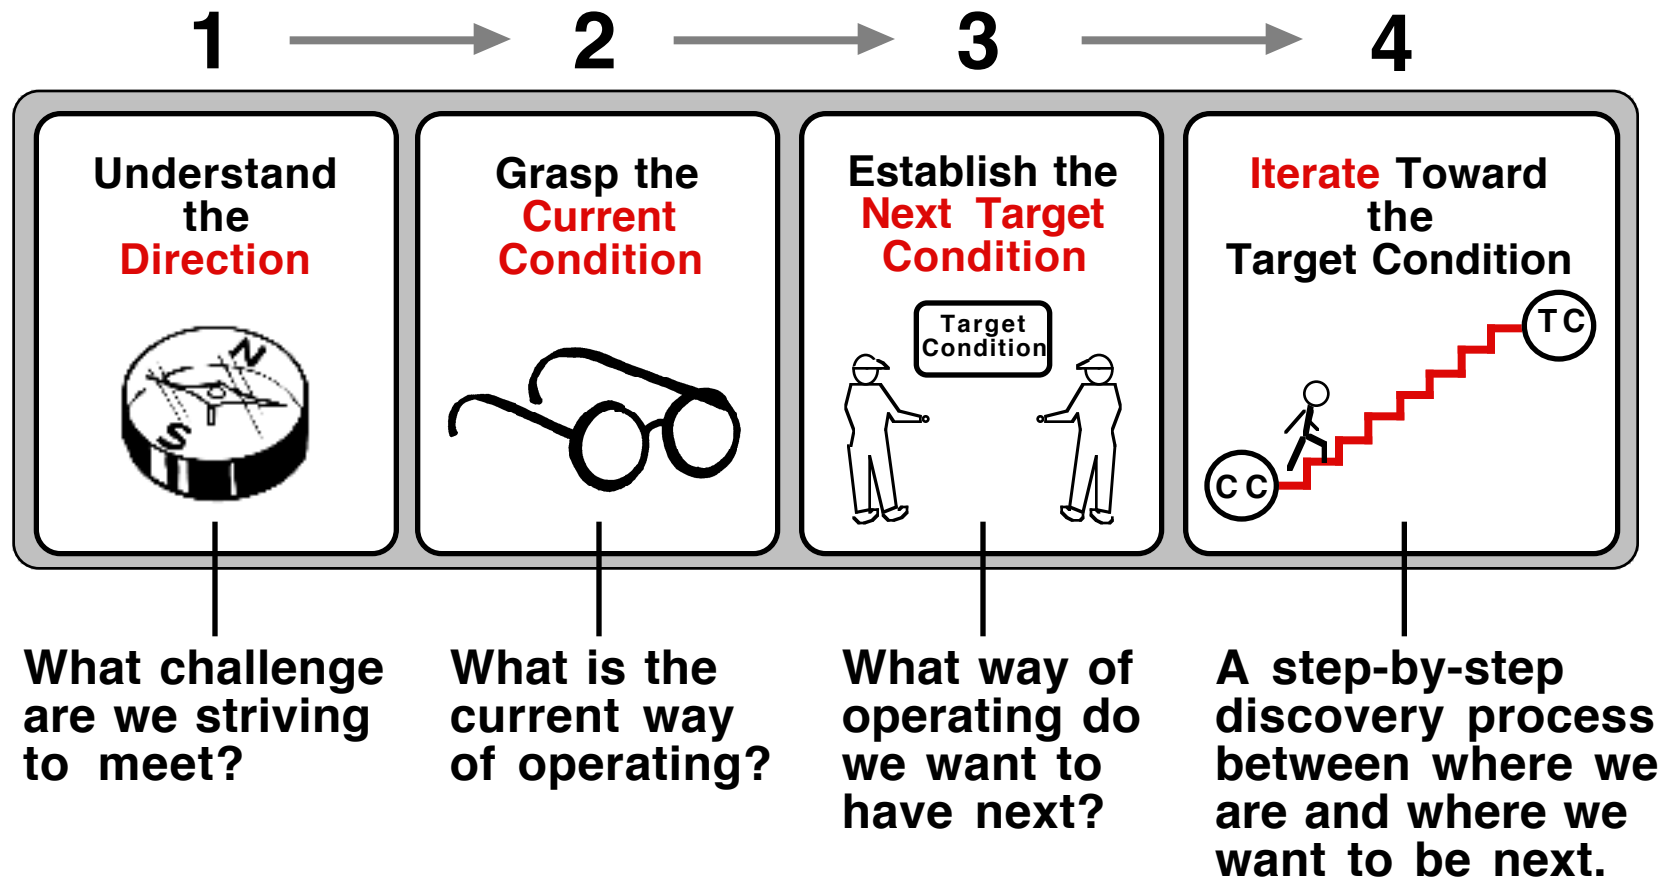 1
2
3
4
Understand
the
Direction
Grasp the
Current
Condition
Establish the
Next Target
Condition
Iterate Toward
the
Target Condition
N
S
Target
Condition
TC
CC
What challenge
are we striving
to meet?
What is the
current way
of operating?
What way of
operating do
we want to
have next?
A step-by-step
discovery process
between where we
are and where we
want to be next.